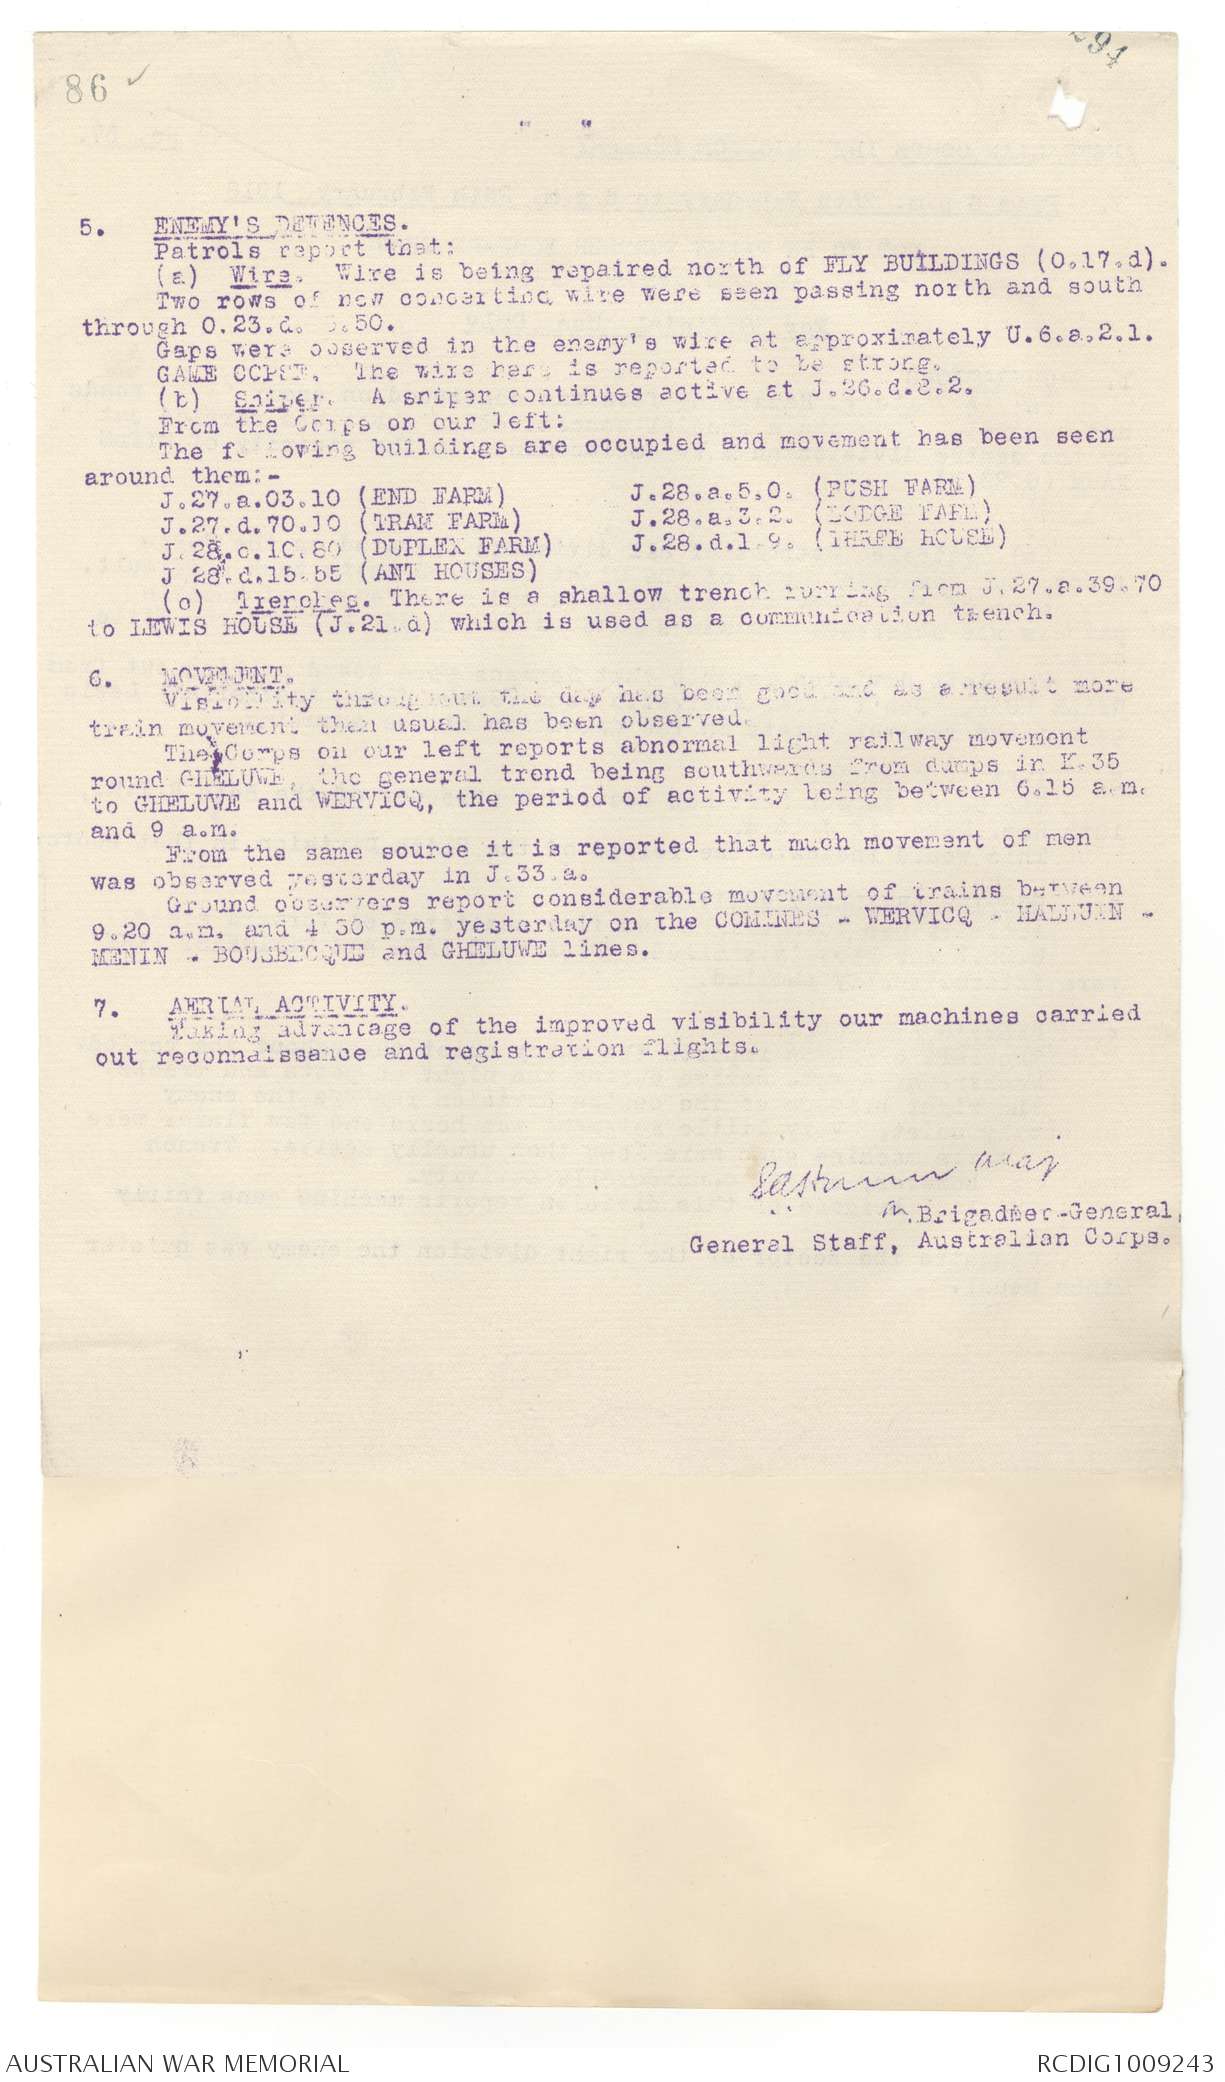 86
294
5. ENEMY'S DEFENCES.
Patrols report that:
(a) Wire. Wire is being repaired north of FLY BUILDINGS (O.17.d).
Two rows of new concertina wire were seen passing north and south
through O.23.d. 5.50.
Gaps were observed in the enemy's wire at approximately U.6.a.2.1.
GAME COPSE. The wire here is reported to be strong.
(b) Sniper. A sniper continues active at J.26.d.8.2.
From the Corps on our left:
The following buildings are occupied and movement has been seen
around them:-
J.27.a.03.10 (END FARM) J.28.a.5.0. (PUSH FARM)
J.27.d.70.10 (TRAM FARM) J.28.a.3.2. (LODGE FARM)
J.28.c.10.80 (DUPLEX FARM) J.28.d.1.9. (THREE HOUSE)
J 28.d.15.55 (ANT HOUSES)
(c) Trenches. There is a shallow trench running from J.27.a.39.70
to LEWIS HOUSE (J.21.d) which is used as a communication trench.
6. MOVEMENT.
Visibility throughout the day has been good and as a result more
train movement than usual has been observed.
The Corps on our left reports abnormal light railway movement
round GHELUWE, the general trend being southwards from dumps in K.35
to GHELUWE and WERVICQ, the period of activity being between 6.15 a.m.
and 9 a.m.
From the same source it is reported that much movement of men
was observed yesterday in J.33.a.
Ground observers report considerable movement of trains between
9.20 a.m. and 4 30 p.m. yesterday on the COMINES - WERVICQ - HALLUIN -
MENIN - BOUSBECQUE and GHELUWE lines.
7. AERIAL ACTIVITY.
Taking advantage of the improved visibility our machines carried
out reconnaissance and registration flights.
Maj
Brigadier-General,
General Staff, Australian Corps.
AUSTRALIAN WAR MEMORIAL
RCDIG1009243